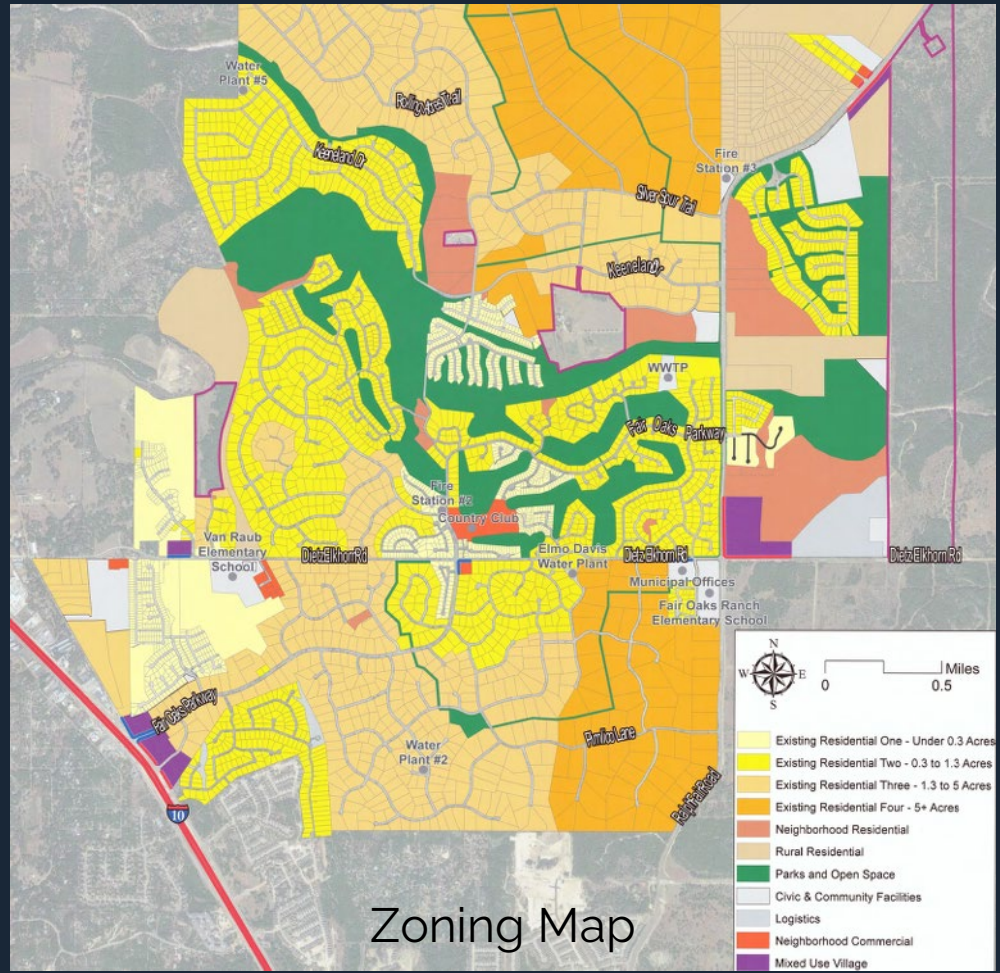 Water
Plant #5
Rolling Acres Trail
Keeneland Dr
Fire
Station #3
Silver Spur Trail
Keeneland Dr
WWTP
Fair Oaks Parkway
Fire
Station #2
Country Club
Van Raub
Elementary
School
Dietz Elkhorn Rd
Elmo Davis
Water Plant
Dietz Elkhorn Rd
Dietz Elkhorn Rd
Municipal Offices
Fair Oaks Ranch
Elementary School
Fair Oaks Parkway
Pimlico Lane
Water
Plant #2
Ralph Fair Road
10
N
W E
S
Miles
0 0.5
Existing Residential One - Under 0.3 Acres
Existing Residential Two - 0.3 to 1.3 Acres
Existing Residential Three - 1.3 to 5 Acres
Existing Residential Four - 5+ Acres
Neighborhood Residential
Rural Residential
Parks and Open Space
Civic & Community Facilities
Logistics
Neighborhood Commercial
Mixed Use Village
Zoning Map